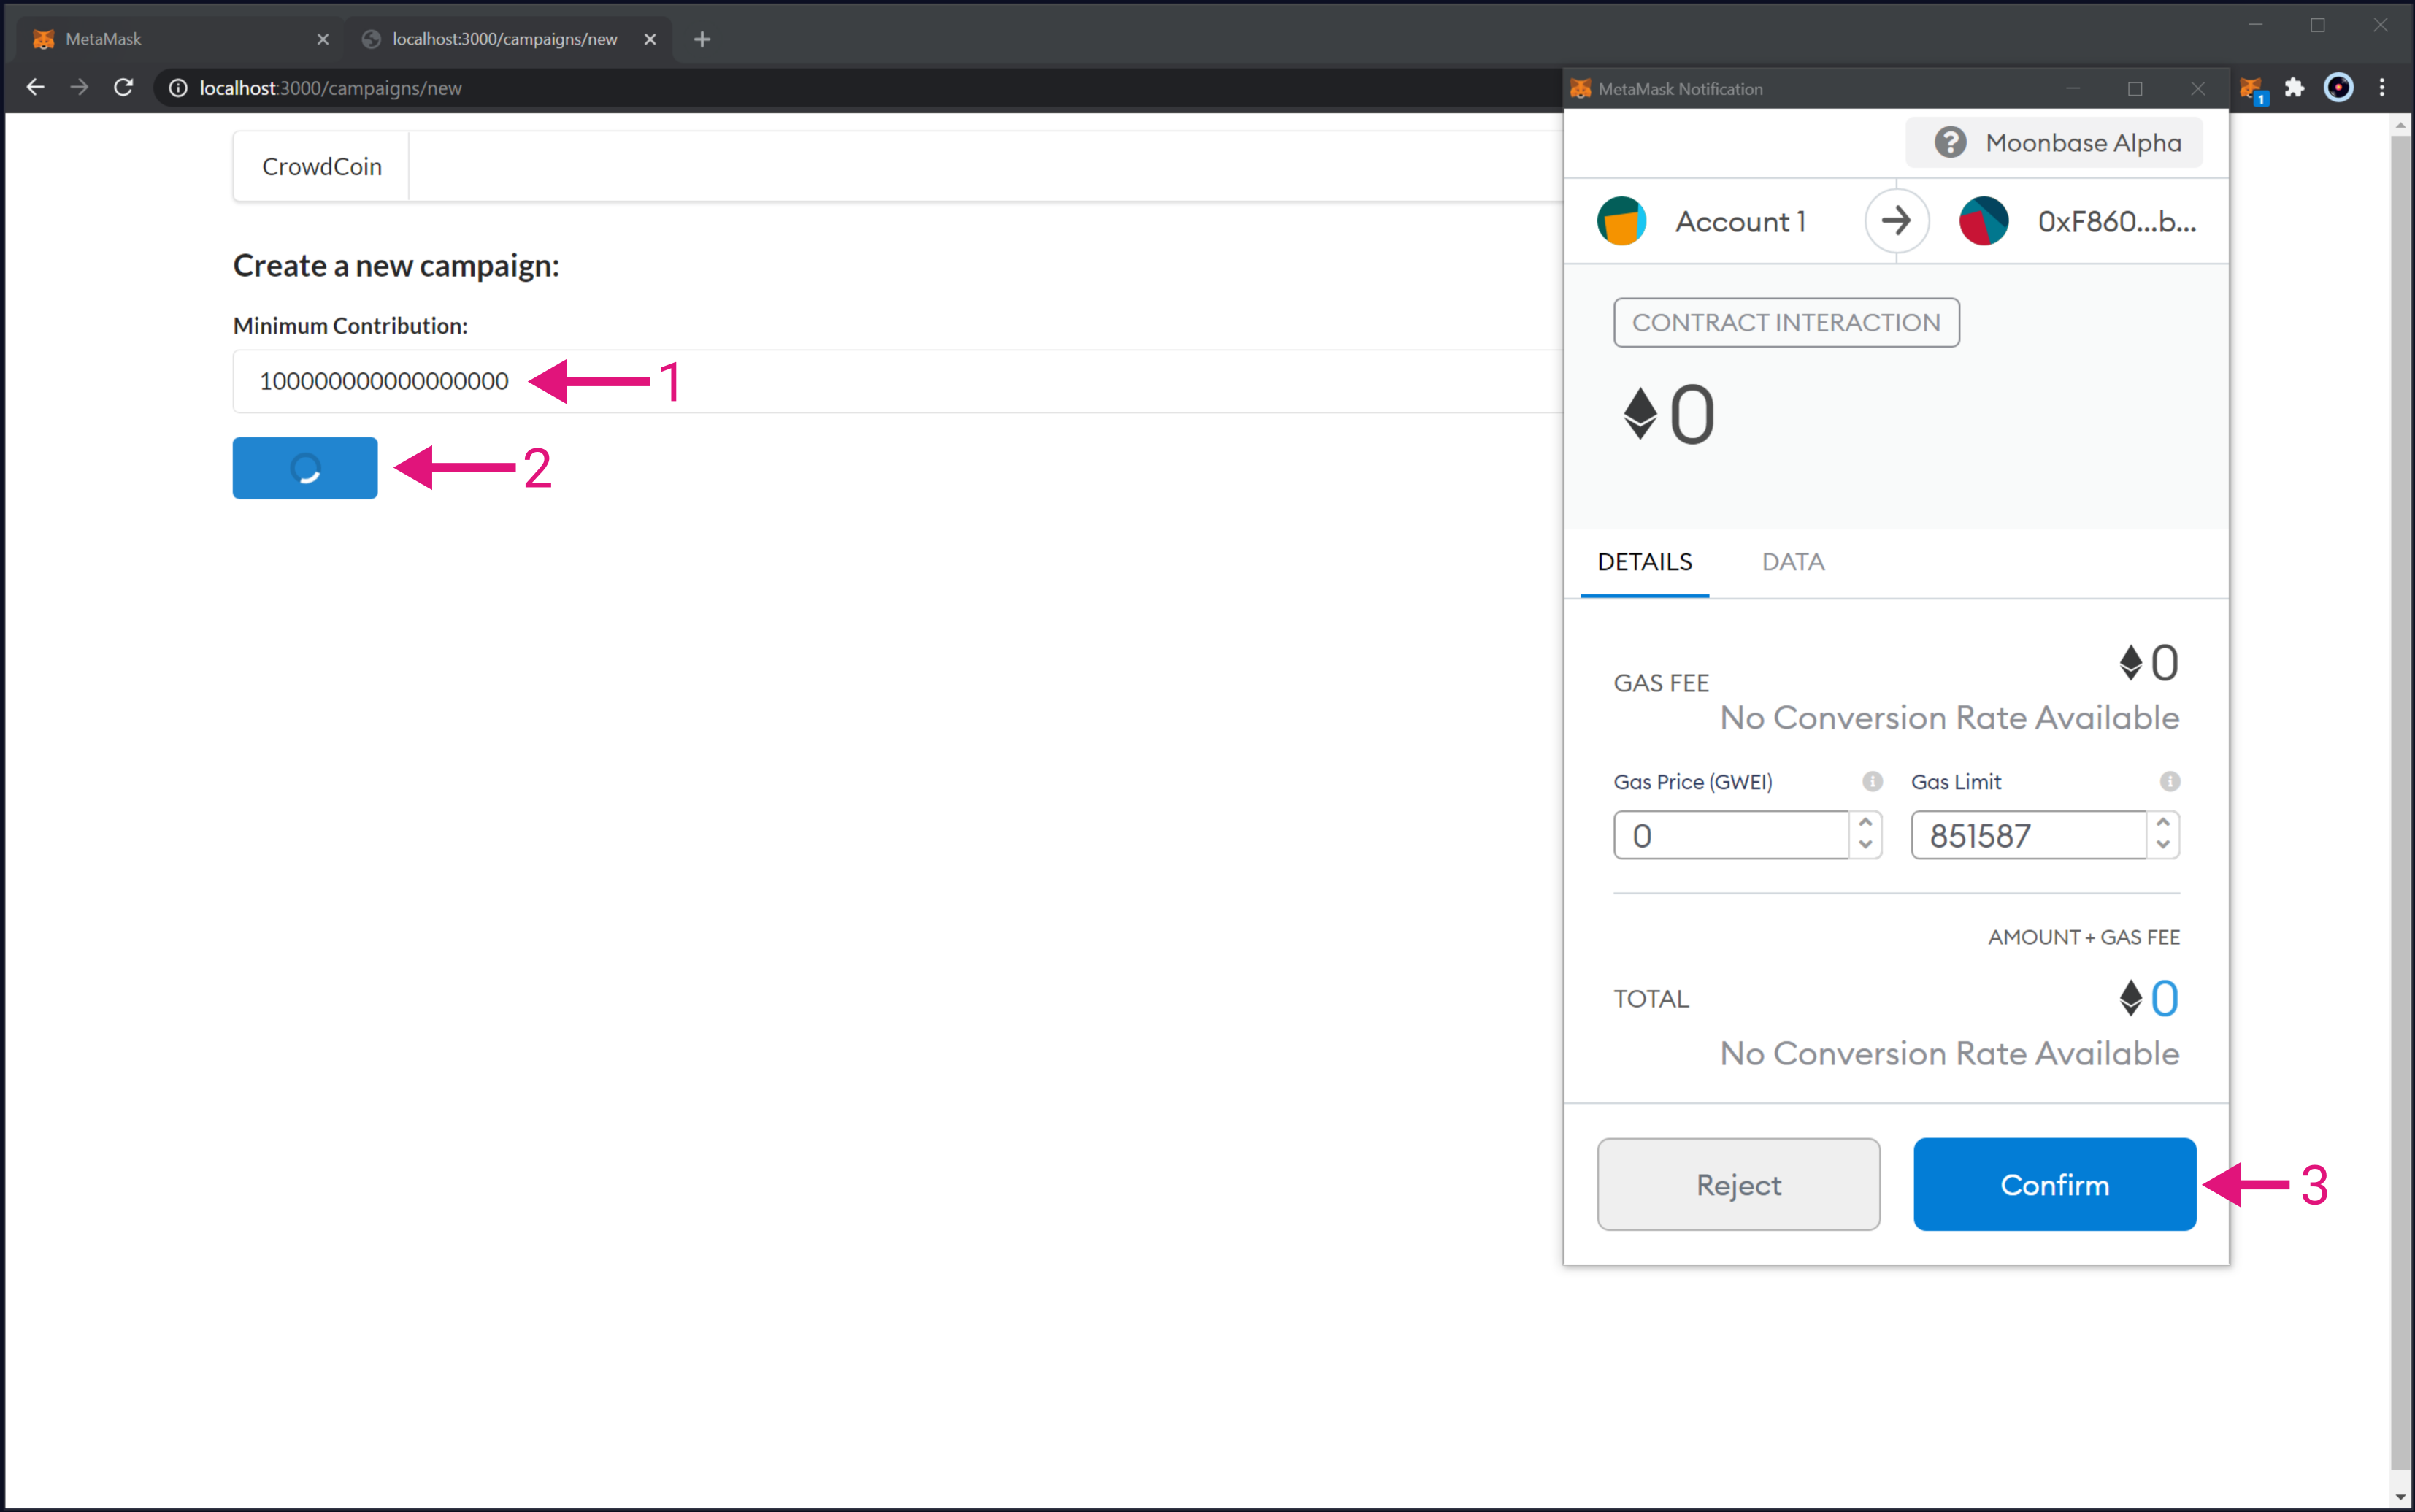 MetaMask
localhost:3000/campaigns/new
localhost:3000/campaigns/new
MetaMask Notification
1
CrowdCoin
Moonbase Alpha
Account 1
0xF860...b...
Create a new campaign:
Minimum Contribution:
100000000000000000
1
2
CONTRACT INTERACTION
0
DETAILS
DATA
GAS FEE
0
No Conversion Rate Available
Gas Price (GWEI)
Gas Limit
0
851587
AMOUNT + GAS FEE
TOTAL
0
No Conversion Rate Available
Reject
Confirm
3